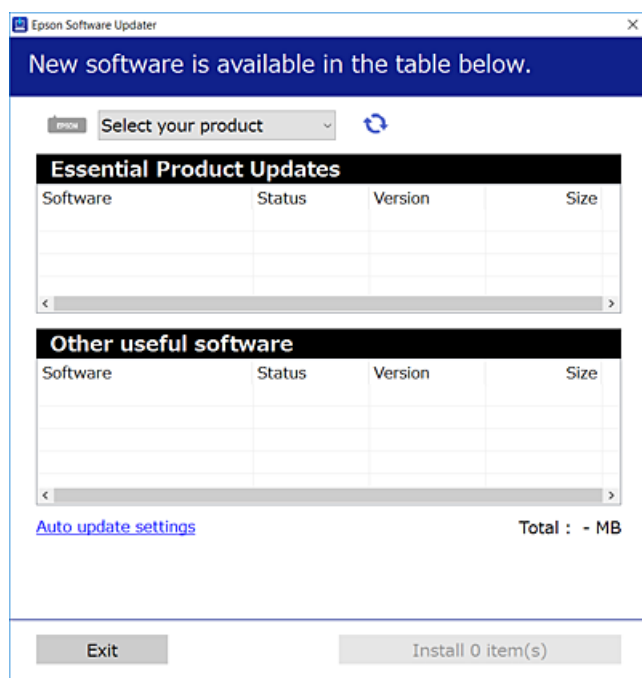 Epson Software Updater
New software is available in the table below.
EPSON Select your product
Essential Product Updates
Software Status Version Size
Other useful software
Software Status Version Size
Auto update settings Total : - MB
Exit Install 0 item(s)